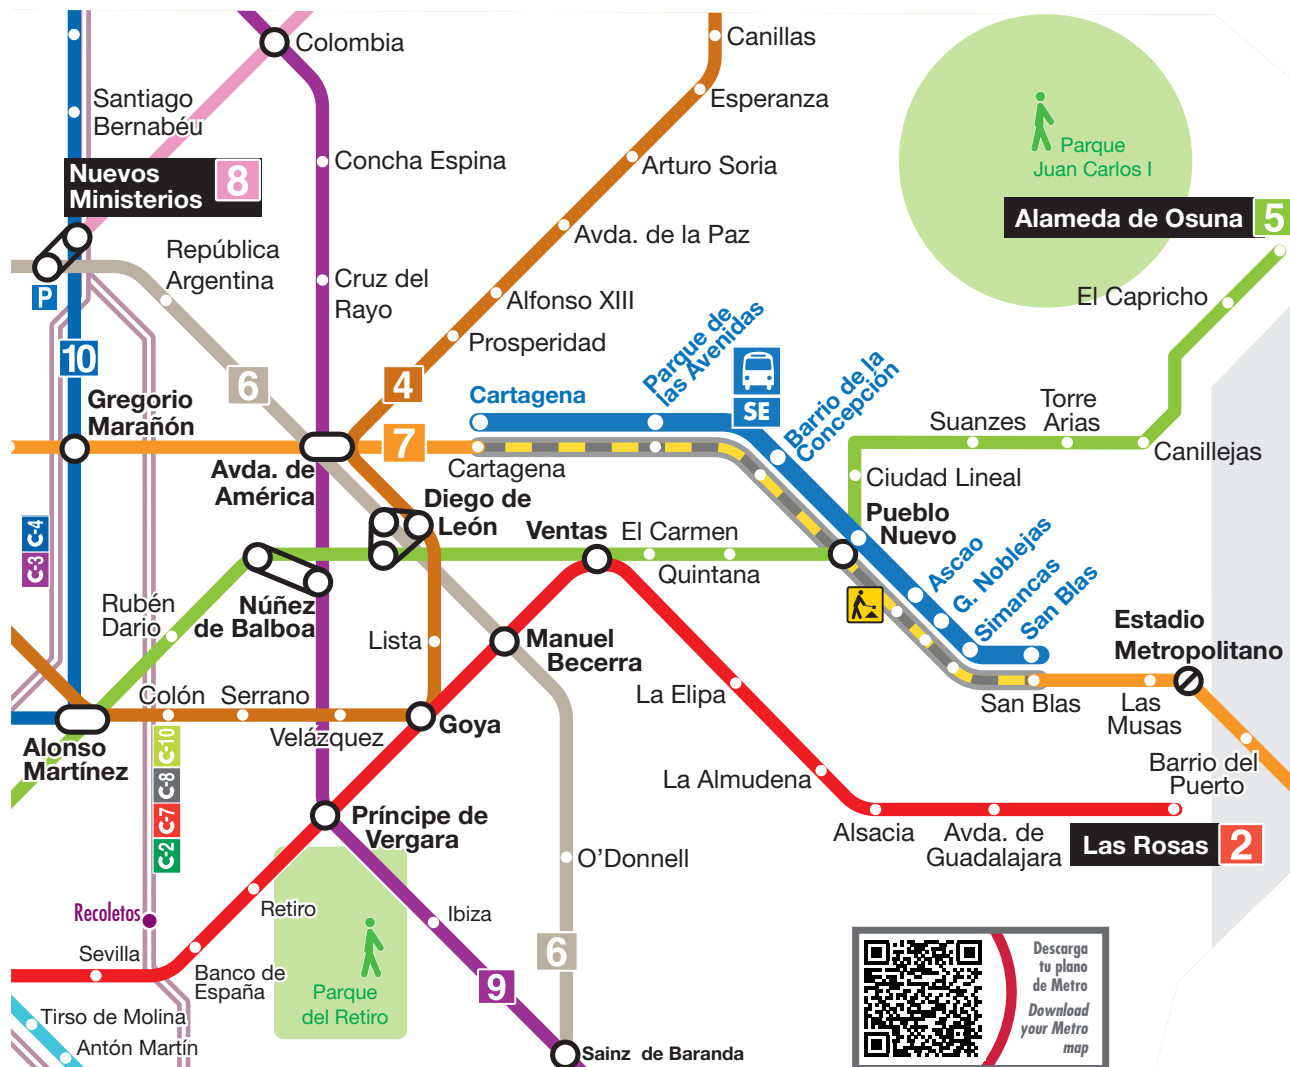 Canillas
Colombia
Esperanza
Santiago
Bernabéu
Concha Espina
Arturo Soria
Parque
Juan Carlos I
Nuevos
Ministerios
8
Alameda de Osuna
5
República
Argentina
Avda. de la Paz
Cruz del
Rayo
Alfonso XIII
El Capricho
P
Prosperidad
Parque de
las Avenidas
10
6
4
Cartagena
SE
Barrio de la
Concepción
Gregorio
Marañón
Suanzes
Torre
Arias
7
Cartagena
Canillejas
Avda. de
América
Ciudad Lineal
Diego de
León
Pueblo
Nuevo
Ventas
El Carmen
Quintana
C-4
C-3
Ascao
G. Noblejas
Simancas
San Blas
Rubén
Darío
Núñez
de Balboa
Lista
Manuel
Becerra
Estadio
Metropolitano
Colón
Serrano
Velázquez
Goya
La Elipa
San Blas
Las
Musas
Alonso
Martínez
C-10
C-8
C-7
C-2
La Almudena
Barrio del
Puerto
Príncipe de
Vergara
Alsacia
Avda. de
Guadalajara
Las Rosas
2
O'Donnell
Recoletos
Retiro
Ibiza
Sevilla
Banco de
España
6
9
Parque
del Retiro
Descarga
tu plano
de Metro
Download
your Metro
map
Tirso de Molina
Antón Martín
Sainz de Baranda